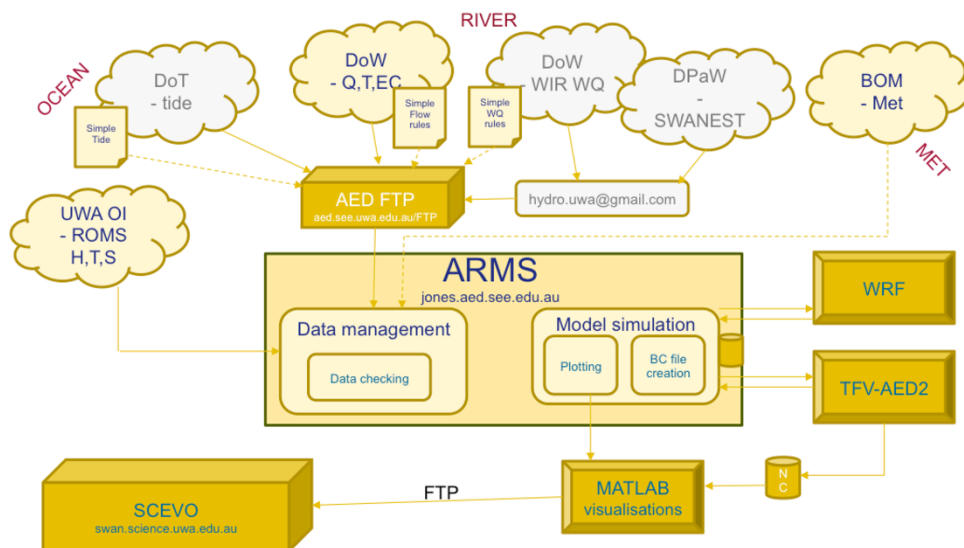 RIVER
OCEAN
DoT
- tide
DoW
- Q,T,EC
DoW
- WIR WQ
DPaW
-
SWANEST
BOM
- Met
MET
Simple
Tide
Simple
Flow
rules
Simple
WQ
rules
AED FTP
aed.see.uwa.edu.au/FTP
hydro.uwa@gmail.com
UWA OI
- ROMS
H,T,S
ARMS
jones.aed.see.edu.au
Data management
Data checking
Model simulation
Plotting
BC file
creation
WRF
TFV-AED2
N
C
MATLAB
visualisations
FTP
SCEVO
swan.science.uwa.edu.au